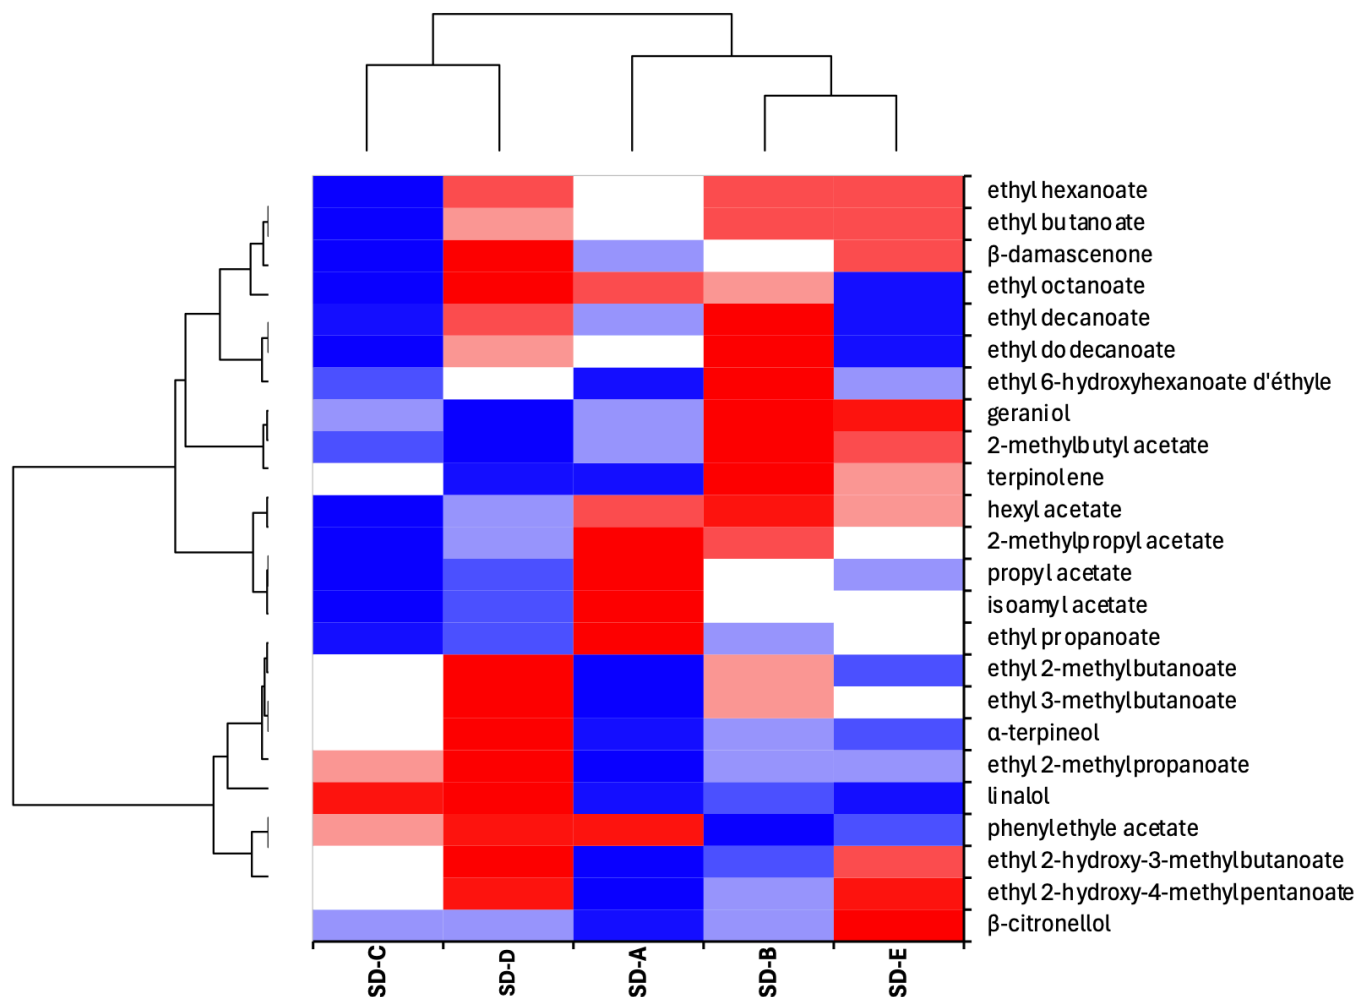 ethyl hexanoate
ethyl butanoate
β-damascenone
ethyl octanoate
ethyl decanoate
ethyl dodecanoate
ethyl 6-hydroxyhexanoate d'éthyle
geraniol
2-methylbutyl acetate
terpinolene
hexyl acetate
2-methylpropyl acetate
propyl acetate
isoamyl acetate
ethyl propanoate
ethyl 2-methylbutanoate
ethyl 3-methylbutanoate
α-terpineol
ethyl 2-methylpropanoate
linalol
phenylethyle acetate
ethyl 2-hydroxy-3-methylbutanoate
ethyl 2-hydroxy-4-methylpentanoate
β-citronellol
SD-C
SD-D
SD-A
SD-B
SD-E